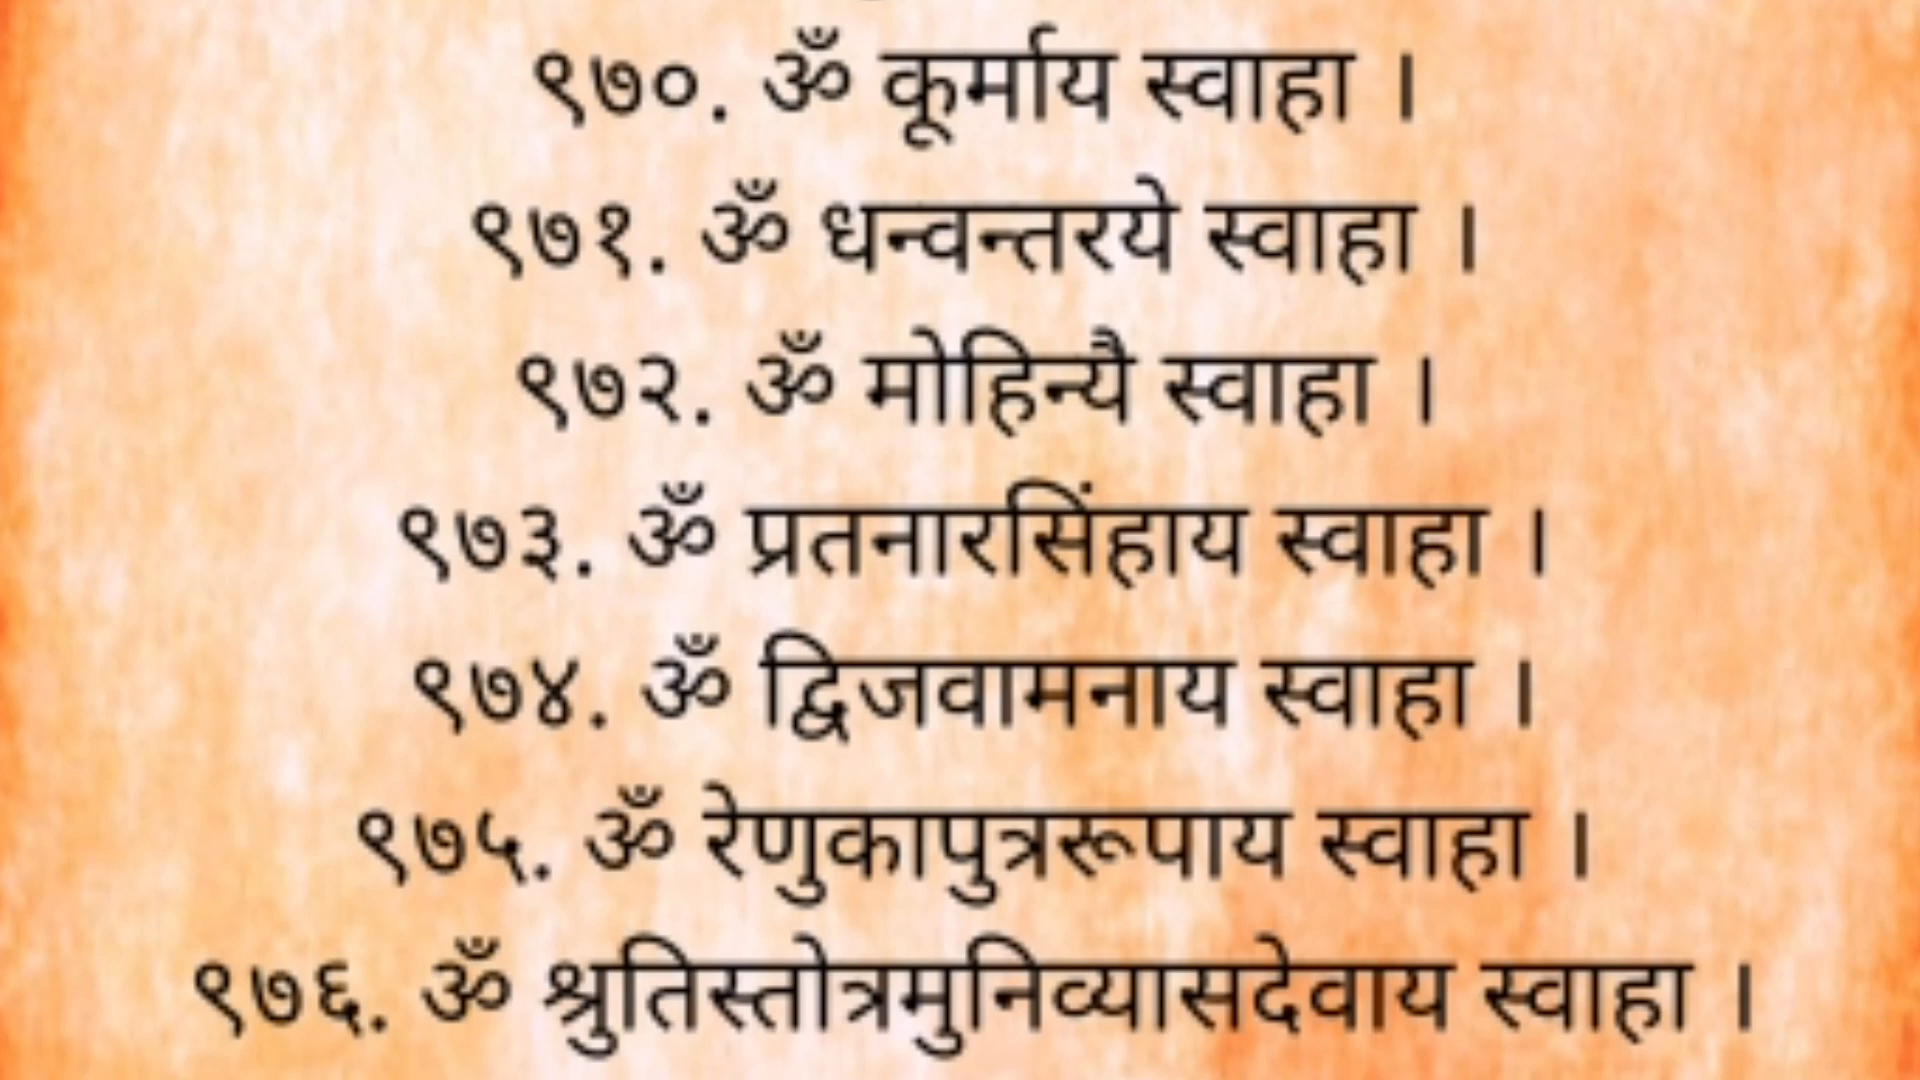 ९७०. ॐ कूर्माय स्वाहा ।
९७१. ॐ धन्वन्तरये स्वाहा ।
९७२. ॐ मोहिन्यै स्वाहा ।
९७३. ॐ प्रतनारसिंहाय स्वाहा ।
९७४. ॐ द्विजवामनाय स्वाहा ।
९७५. ॐ रेणुकापुत्ररूपाय स्वाहा ।
९७६. ॐ श्रुतिस्तोत्रमुनिव्यासदेवाय स्वाहा ।